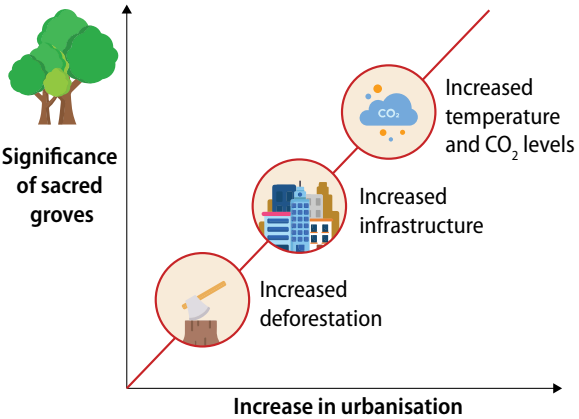 Significance
of sacred
groves
CO₂
Increased
temperature
and CO₂ levels
Increased
infrastructure
Increased
deforestation
Increase in urbanisation